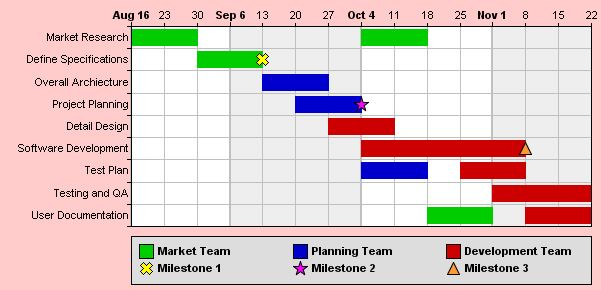 Aug 16 23 30 Sep 6 13 20 27 Oct 4 11 18 25 Nov 1 8 15 22
Market Research
Define Specifications
Overall Archiecture
Project Planning
Detail Design
Software Development
Test Plan
Testing and QA
User Documentation
Market Team Planning Team Development Team
Milestone 1 Milestone 2 Milestone 3